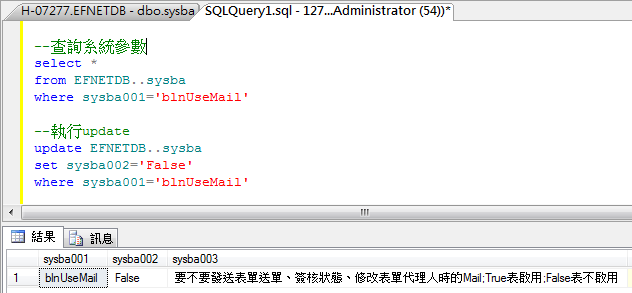 H-07277.EFNETDB - dbo.sysba SQLQuery1.sql - 127...Administrator (54))*
--查詢系統參數
select *
from EFNETDB..sysba
where sysba001='blnUseMail'
--執行update
update EFNETDB..sysba
set sysba002='False'
where sysba001='blnUseMail'
結果 訊息
sysba001 sysba002 sysba003
1 blnUseMail False 要不要發送表單送單、簽核狀態、修改表單代理人時的Mail;True表啟用;False表不啟用